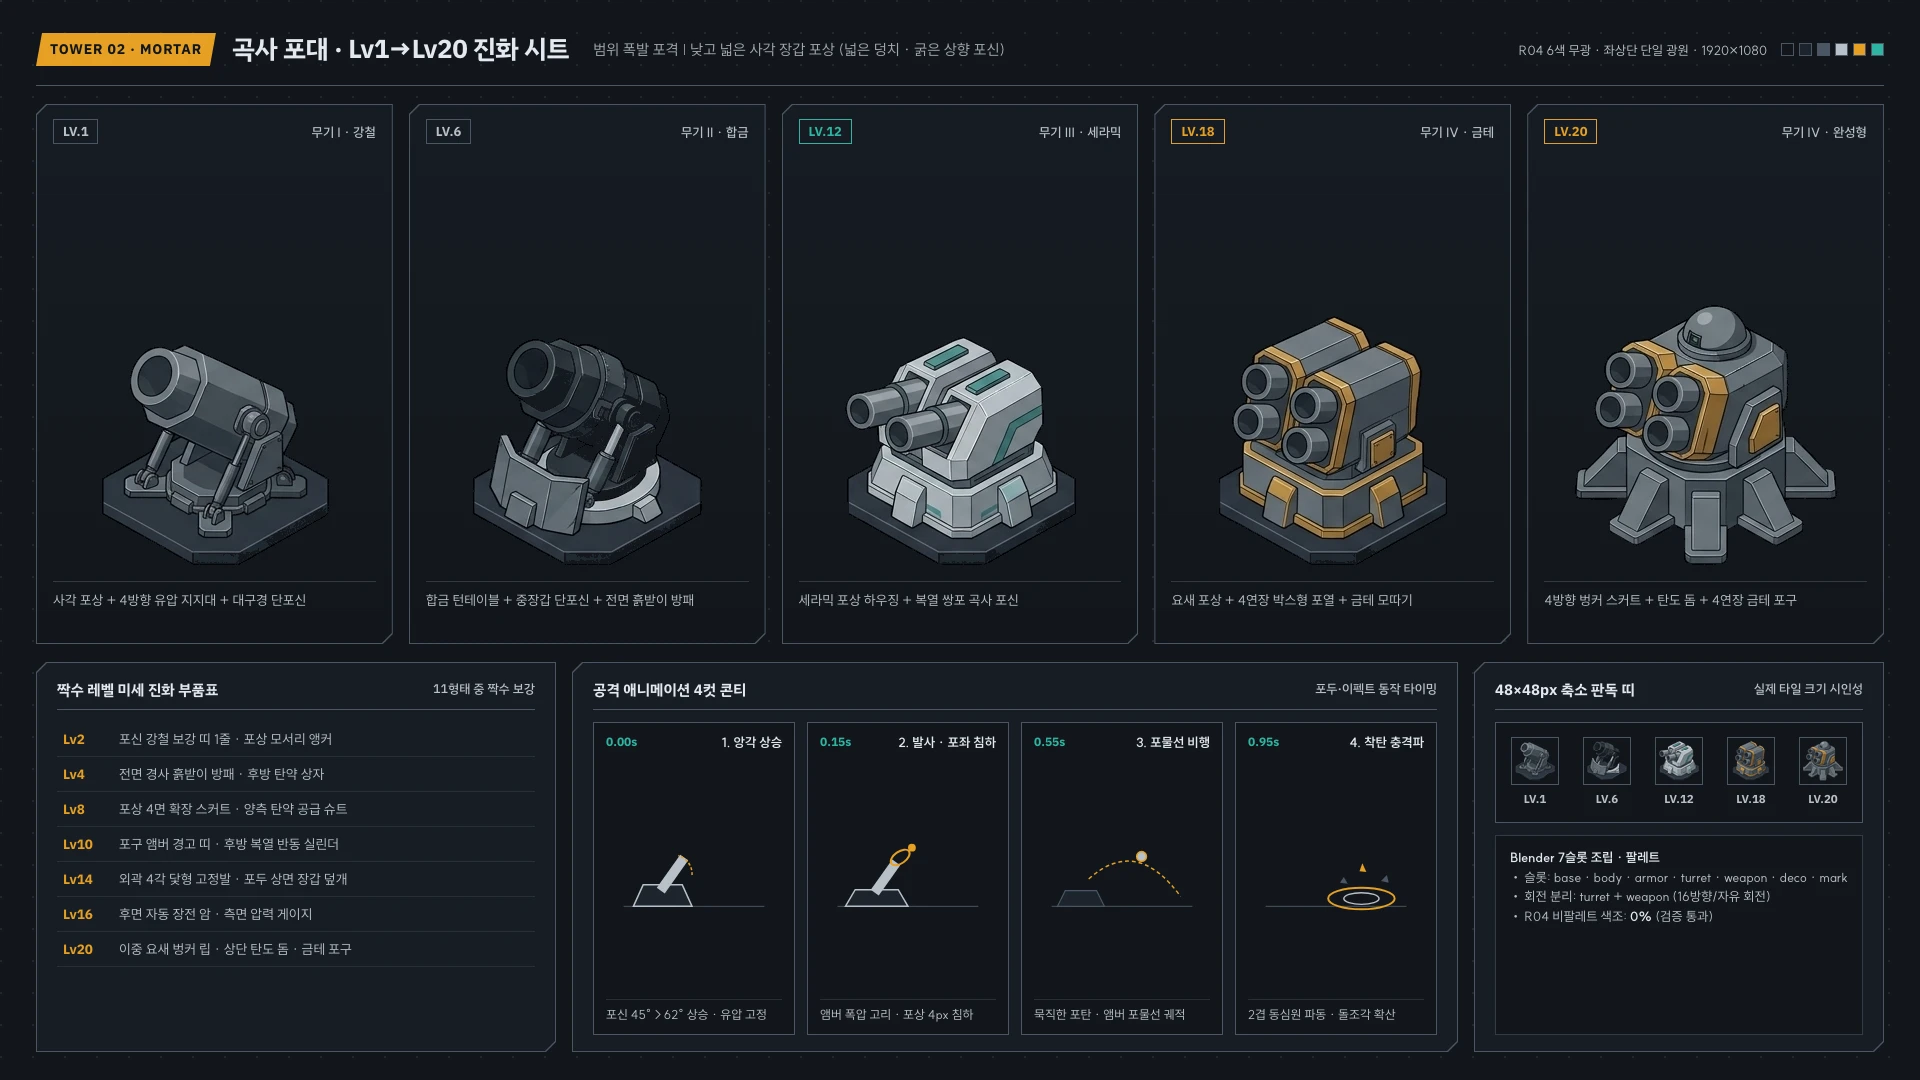 TOWER 02 · MORTAR
곡사 포대 · Lv1→Lv20 진화 시트
범위 폭발 포격 | 낮고 넓은 사각 장갑 포상 (넓은 덩치 · 굵은 상향 포신)
R04 6색 무광 · 좌상단 단일 광원 · 1920×1080
LV.1
무기 I · 강철
사각 포상 + 4방향 유압 지지대 + 대구경 단포신
LV.6
무기 II · 합금
합금 턴테이블 + 중장갑 단포신 + 전면 흙받이 방패
LV.12
무기 III · 세라믹
세라믹 포상 하우징 + 복열 쌍포 곡사 포신
LV.18
무기 IV · 금테
요새 포상 + 4연장 박스형 포열 + 금테 모따기
LV.20
무기 IV · 완성형
4방향 벙커 스커트 + 탄도 돔 + 4연장 금테 포구
짝수 레벨 미세 진화 부품표
11형태 중 짝수 보강
Lv2 포신 강철 보강 띠 1줄 · 포상 모서리 앵커
Lv4 전면 경사 흙받이 방패 · 후방 탄약 상자
Lv8 포상 4면 확장 스커트 · 양측 탄약 공급 슈트
Lv10 포구 앰버 경고 띠 · 후방 복열 반동 실린더
Lv14 외곽 4각 닻형 고정발 · 포두 상면 장갑 덮개
Lv16 후면 자동 장전 암 · 측면 압력 게이지
Lv20 이중 요새 벙커 립 · 상단 탄도 돔 · 금테 포구
공격 애니메이션 4컷 콘티
포두·이펙트 동작 타이밍
0.00s
1. 앙각 상승
포신 45° > 62° 상승 · 유압 고정
0.15s
2. 발사 · 포좌 침하
앰버 폭압 고리 · 포상 4px 침하
0.55s
3. 포물선 비행
묵직한 포탄 · 앰버 포물선 궤적
0.95s
4. 착탄 충격파
2겹 동심원 파동 · 돌조각 확산
48×48px 축소 판독 띠
실제 타일 크기 시인성
LV.1
LV.6
LV.12
LV.18
LV.20
Blender 7슬롯 조립 · 팔레트
• 슬롯: base · body · armor · turret · weapon · deco · mark
• 회전 분리: turret + weapon (16방향/자유 회전)
• R04 비팔레트 색조: 0% (검증 통과)